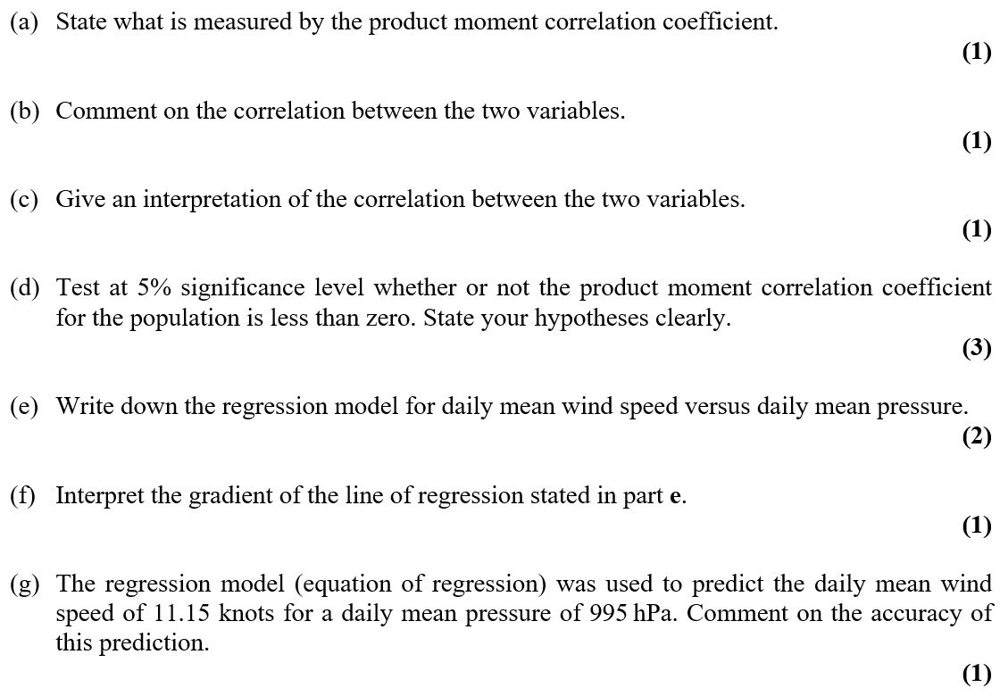 (a) State what is measured by the product moment correlation coefficient.
(1)
(b) Comment on the correlation between the two variables.
(1)
(c) Give an interpretation of the correlation between the two variables.
(1)
(d) Test at 5% significance level whether or not the product moment correlation coefficient
for the population is less than zero. State your hypotheses clearly.
(3)
(e) Write down the regression model for daily mean wind speed versus daily mean pressure.
(2)
(f) Interpret the gradient of the line of regression stated in part e.
(1)
(g) The regression model (equation of regression) was used to predict the daily mean wind
speed of 11.15 knots for a daily mean pressure of 995 hPa. Comment on the accuracy of
this prediction.
(1)